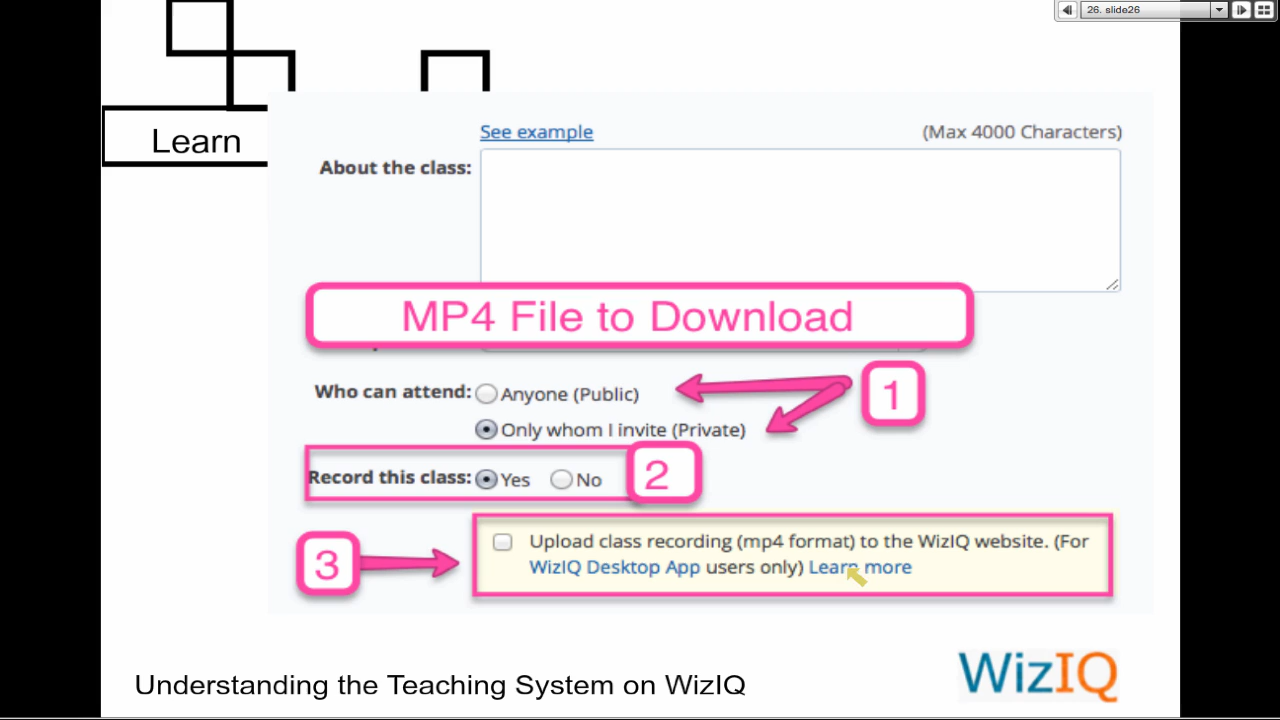 26. slide26
Learn
See example (Max 4000 Characters)
About the class:
MP4 File to Download
Who can attend: Anyone (Public)
1
Only whom I invite (Private)
Record this class: Yes No
2
3
Upload class recording (mp4 format) to the WizIQ website. (For
WizIQ Desktop App users only) Learn more
Understanding the Teaching System on WizIQ
WizIQ